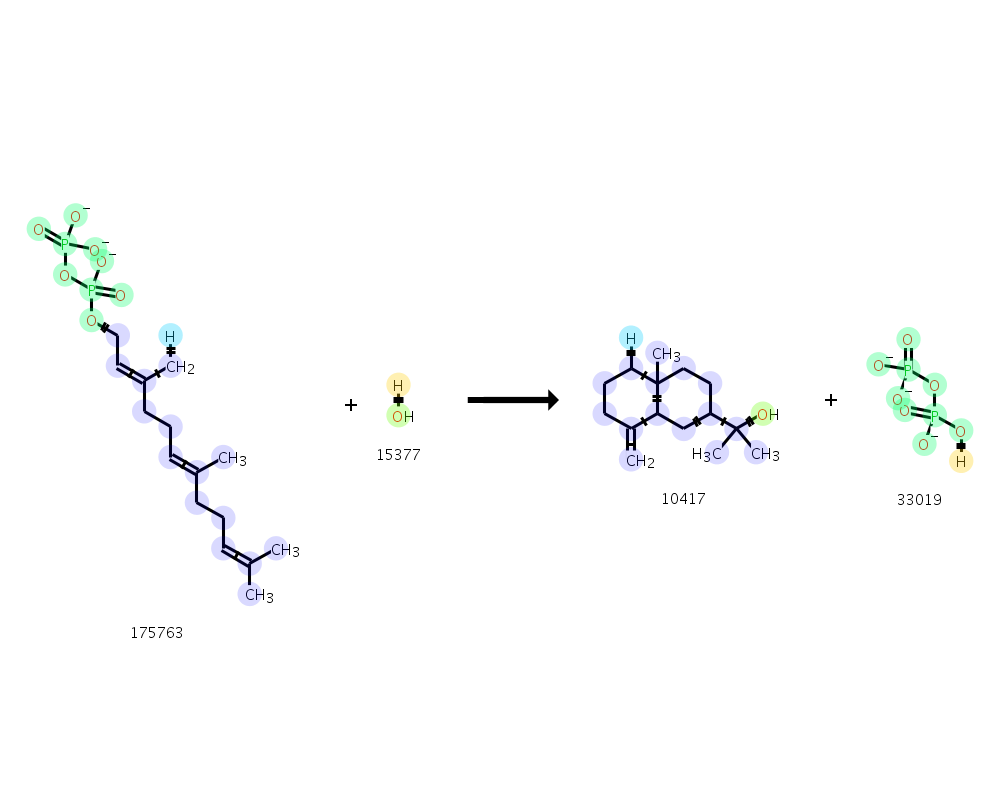 O⁻
O P O⁻
O⁻
O P O
O H
CH₂
CH₃
CH₃
CH₃
175763
+
H
OH
15377
H
CH₃
OH
H₃C CH₃
CH₂
10417
+
O
O⁻ P O
O⁻
O P O
O⁻
H
33019